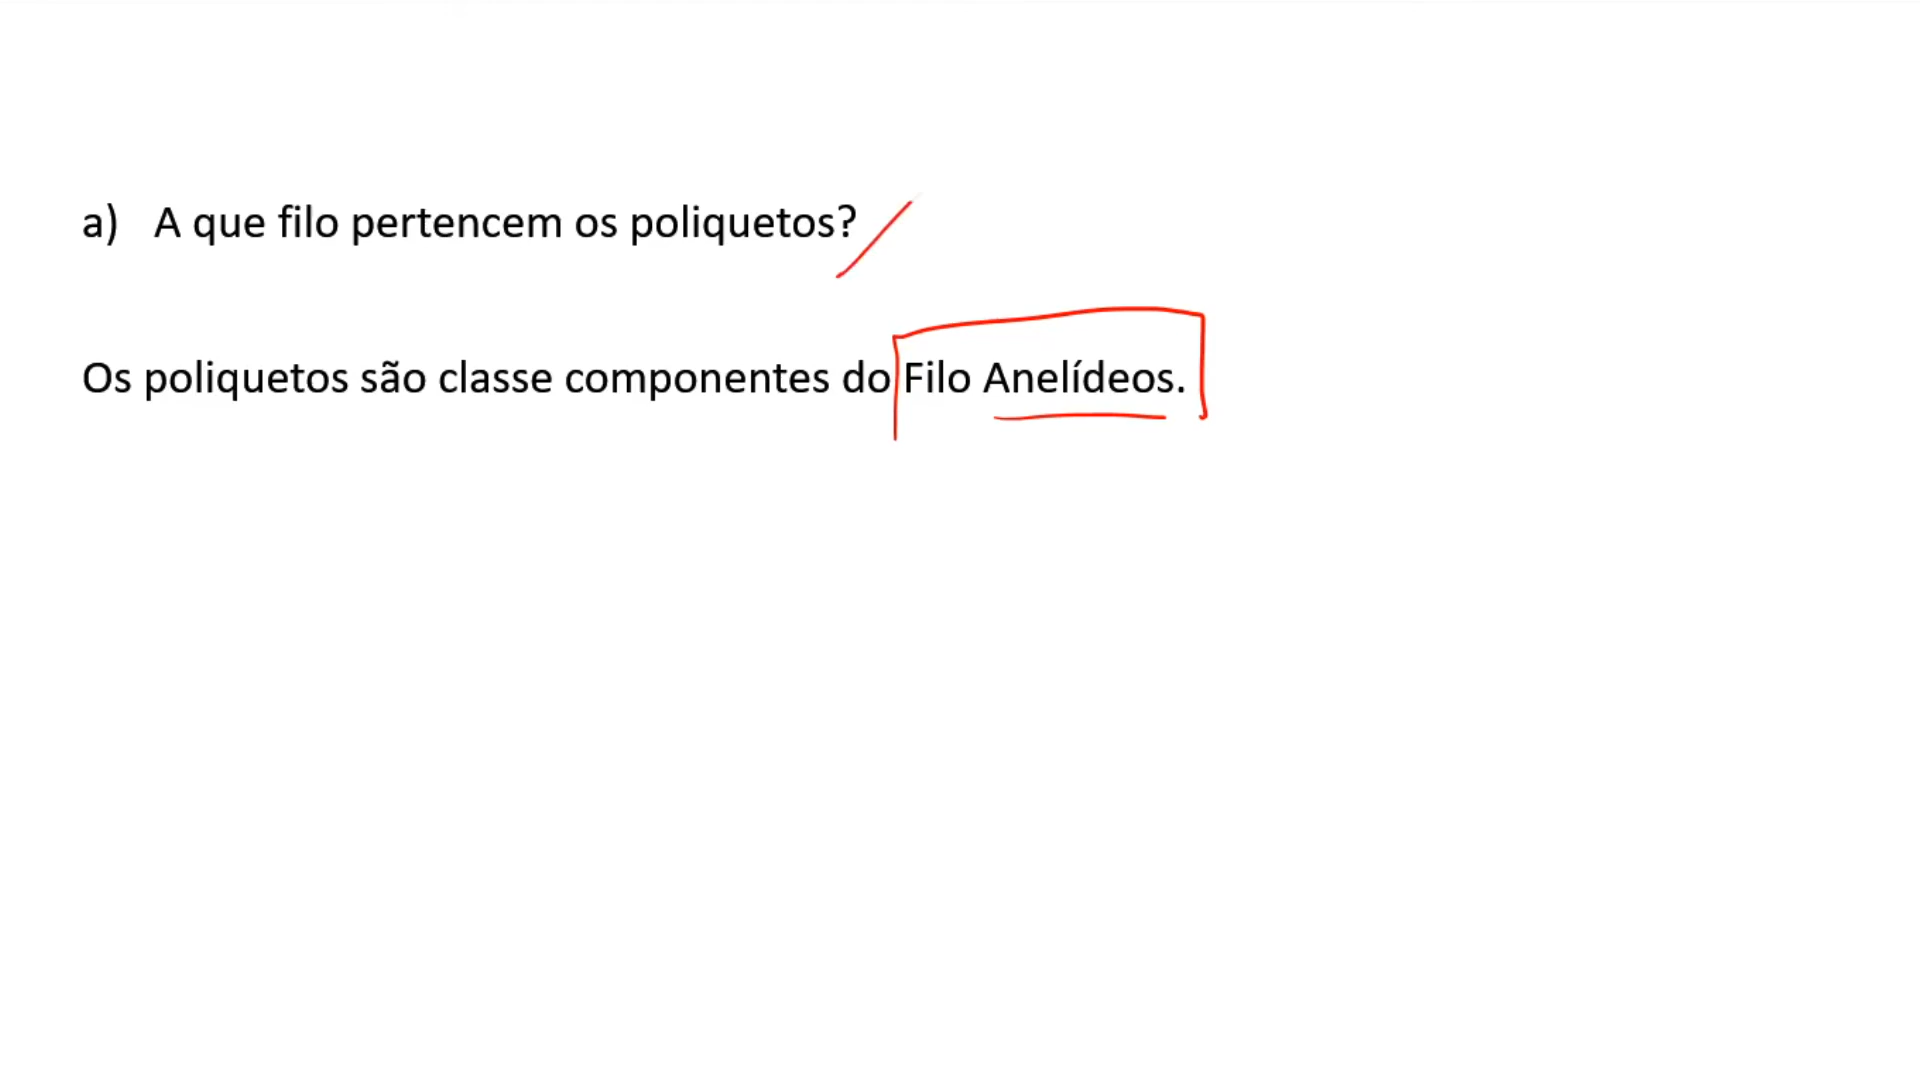 a) A que filo pertencem os poliquetos?
Os poliquetos são classe componentes do Filo Anelídeos.